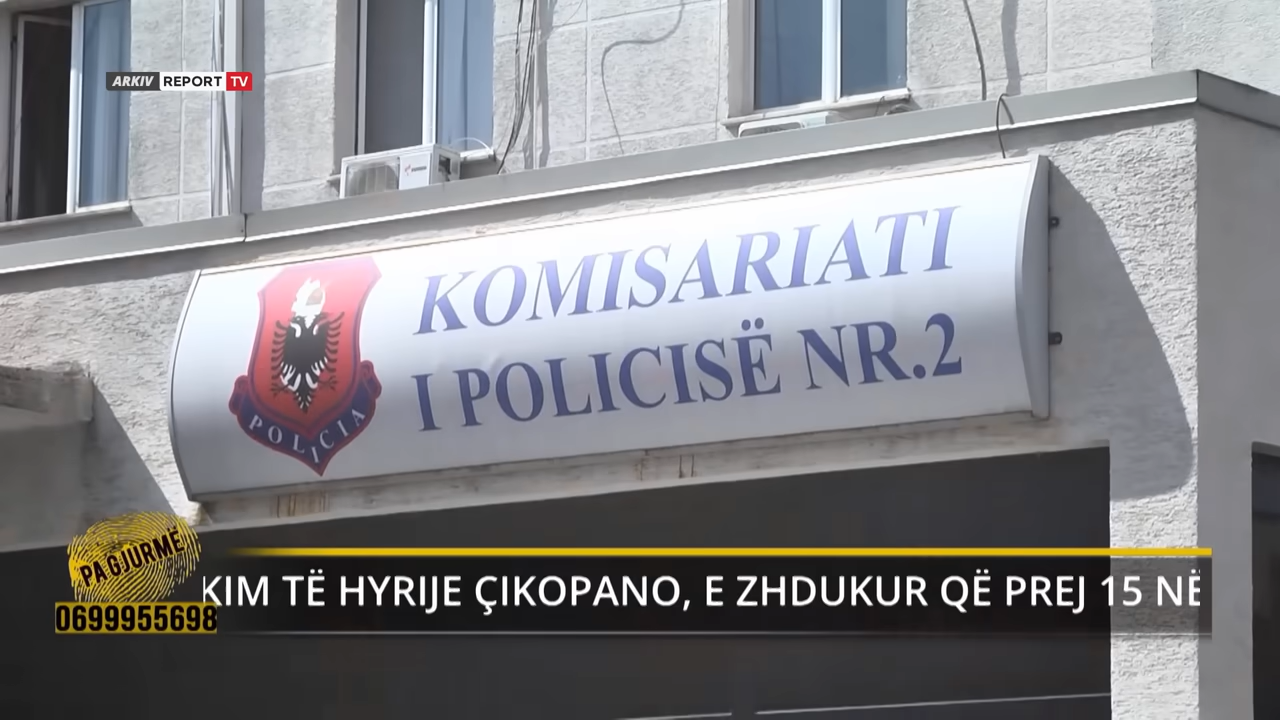 ARKIV REPORT TV
KOMISARIATI
I POLICISË NR.2
POLICIA
PA GJURMË
KIM TË HYRIJE ÇIKOPANO, E ZHDUKUR QË PREJ 15 NË
0699955698